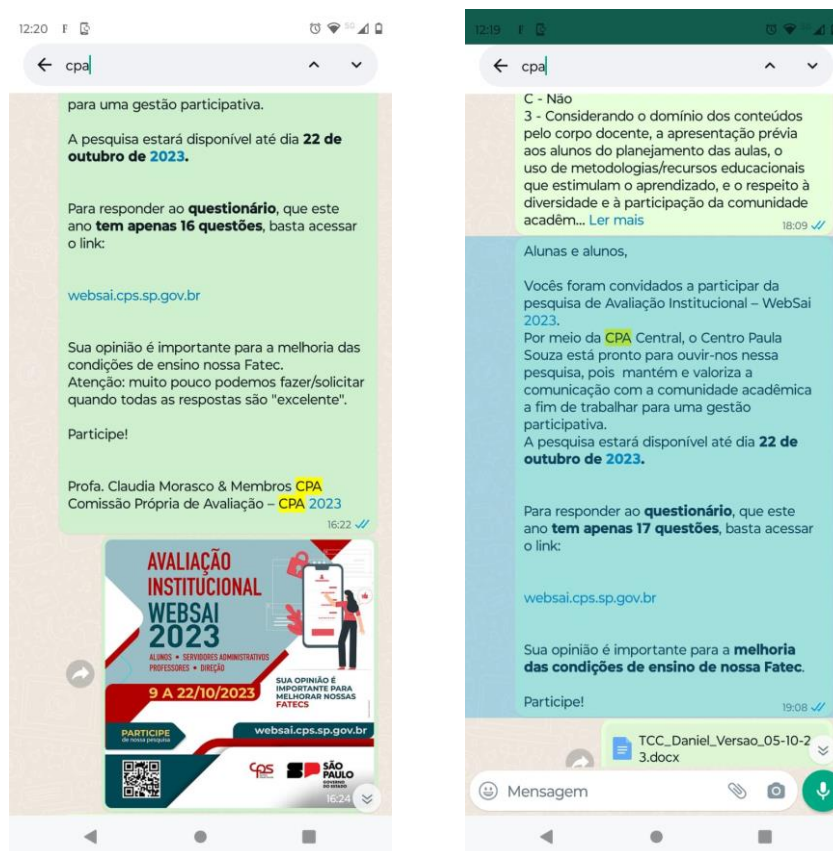 12:20 F
cpa
para uma gestão participativa.
A pesquisa estará disponível até dia 22 de
outubro de 2023.
Para responder ao questionário, que este
ano tem apenas 16 questões, basta acessar
o link:
websai.cps.sp.gov.br
Sua opinião é importante para a melhoria das
condições de ensino nossa Fatec.
Atenção: muito pouco podemos fazer/solicitar
quando todas as respostas são "excelente".
Participe!
Profa. Claudia Morasco & Membros CPA
Comissão Própria de Avaliação – CPA 2023
16:22
AVALIAÇÃO
INSTITUCIONAL
WEBSAI
2023
ALUNOS • SERVIDORES ADMINISTRATIVOS
PROFESSORES • DIREÇÃO
9 A 22/10/2023
SUA OPINIÃO É
IMPORTANTE PARA
MELHORAR NOSSAS
FATECS
PARTICIPE
de nossa pesquisa
websai.cps.sp.gov.br
cps
SP
SÃO
PAULO
GOVERNO
DO ESTADO
16:24
12:19 F
cpa
C - Não
3 - Considerando o domínio dos conteúdos
pelo corpo docente, a apresentação prévia
aos alunos do planejamento das aulas, o
uso de metodologias/recursos educacionais
que estimulam o aprendizado, e o respeito à
diversidade e à participação da comunidade
acadêm... Ler mais
18:09
Alunas e alunos,
Vocês foram convidados a participar da
pesquisa de Avaliação Institucional – WebSai
2023.
Por meio da CPA Central, o Centro Paula
Souza está pronto para ouvir-nos nessa
pesquisa, pois mantém e valoriza a
comunicação com a comunidade acadêmica
a fim de trabalhar para uma gestão
participativa.
A pesquisa estará disponível até dia 22 de
outubro de 2023.
Para responder ao questionário, que este
ano tem apenas 17 questões, basta acessar
o link:
websai.cps.sp.gov.br
Sua opinião é importante para a melhoria
das condições de ensino de nossa Fatec.
Participe!
19:08
TCC_Daniel_Versao_05-10-2
3.docx
Mensagem